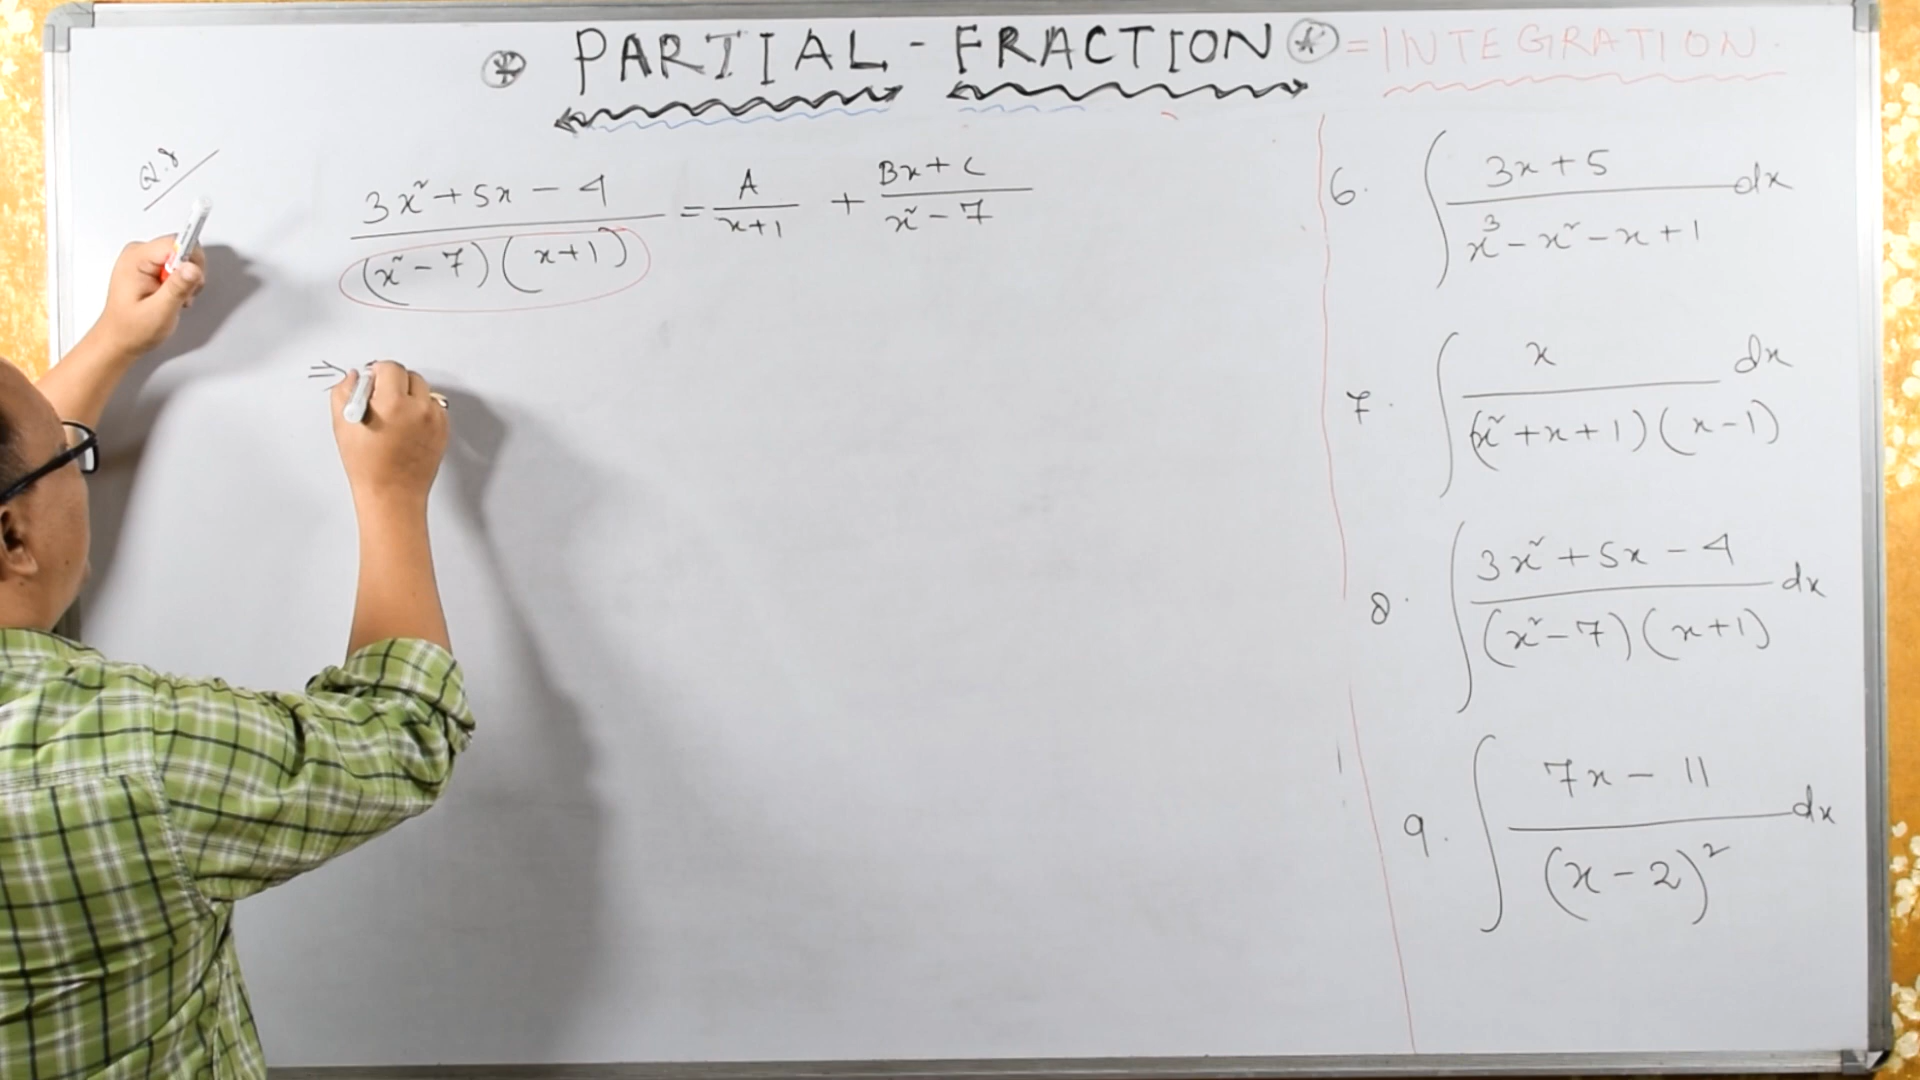 * PARTIAL - FRACTION * = INTEGRATION.
Q.8
3x² + 5x - 4 / (x² - 7)(x+1) = A / x+1 + Bx + C / x² - 7
⇒
6. ∫ 3x + 5 / x³ - x² - x + 1 dx
7. ∫ x / (x² + x + 1)(x - 1) dx
8. ∫ 3x² + 5x - 4 / (x² - 7)(x+1) dx
9. ∫ 7x - 11 / (x - 2)² dx